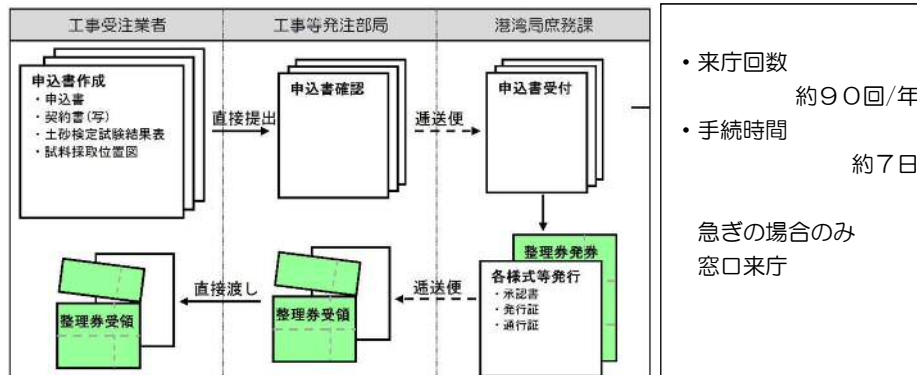 工事受注業者
工事等発注部局
港湾局庶務課
申込書作成
・申込書
・契約書(写)
・土砂検定試験結果表
・試料採取位置図
直接提出
申込書確認
逓送便
申込書受付
整理券発券
各様式等発行
・承認書
・発行証
・通行証
逓送便
整理券受領
直接渡し
整理券受領
・来庁回数
約９０回/年
・手続時間
約７日
急ぎの場合のみ
窓口来庁